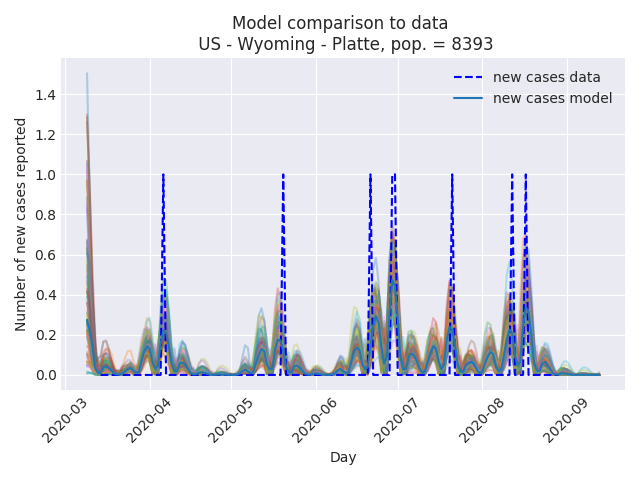 Model comparison to data
US - Wyoming - Platte, pop. = 8393
new cases data
new cases model
Number of new cases reported
1.4
1.2
1.0
0.8
0.6
0.4
0.2
0.0
2020-03
2020-04
2020-05
2020-06
2020-07
2020-08
2020-09
Day